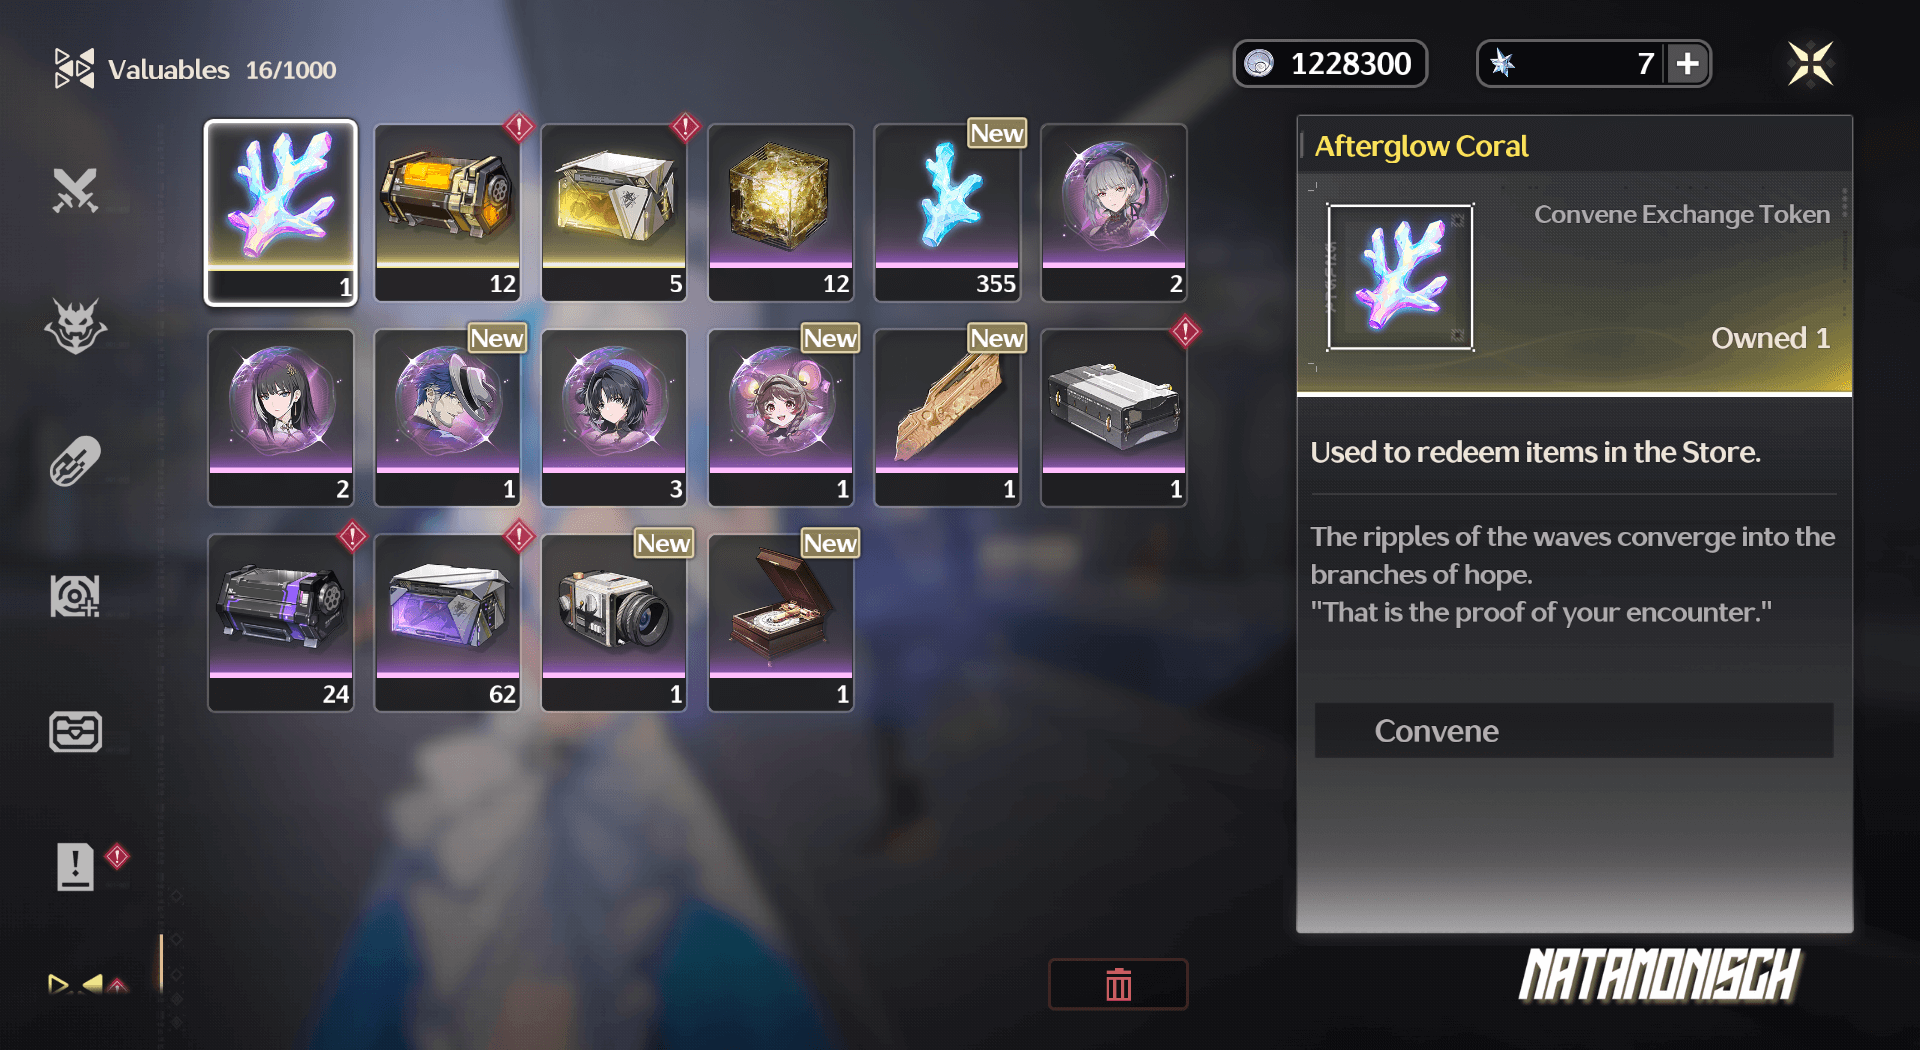 Valuables 16/1000
1228300
7
1
12
5
12
New
355
2
2
New
1
3
New
1
New
1
1
24
62
New
1
New
1
Afterglow Coral
Convene Exchange Token
Owned 1
Used to redeem items in the Store.
The ripples of the waves converge into the
branches of hope.
"That is the proof of your encounter."
Convene
NATAMONISCH